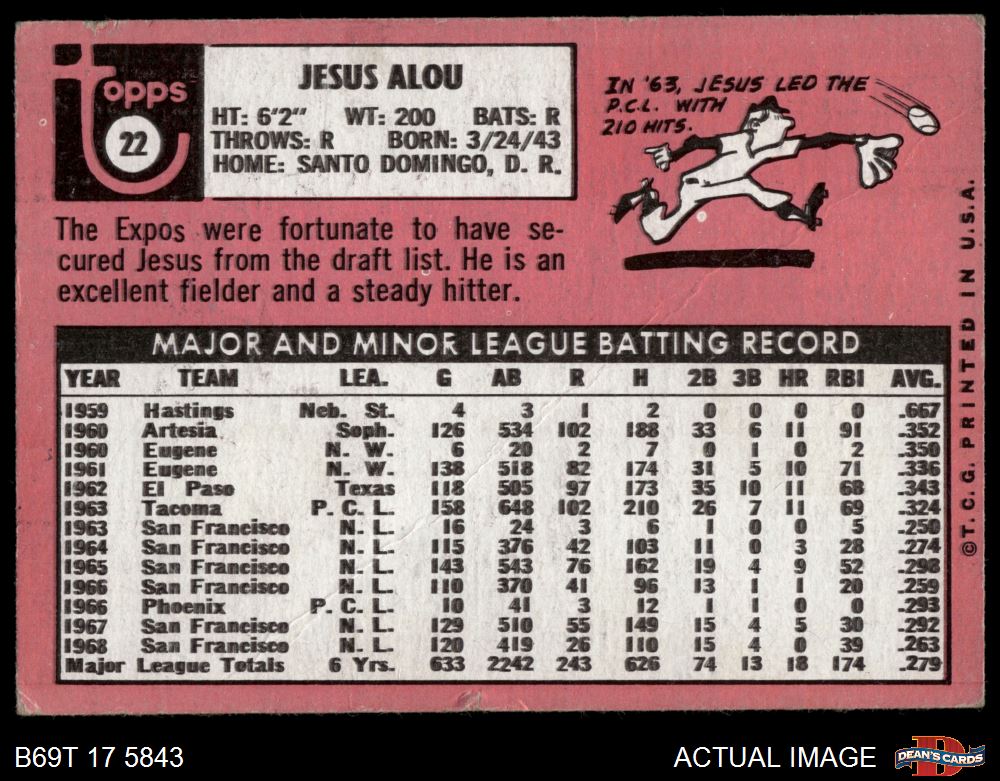 Topps
22
JESUS ALOU
HT: 6'2" WT: 200 BATS: R
THROWS: R BORN: 3/24/43
HOME: SANTO DOMINGO, D. R.
IN '63, JESUS LED THE
P.C.L. WITH
210 HITS.
The Expos were fortunate to have se-
cured Jesus from the draft list. He is an
excellent fielder and a steady hitter.
MAJOR AND MINOR LEAGUE BATTING RECORD
YEAR TEAM LEA. G AB R H 2B 3B HR RBI AVG.
1959 Hastings Neb. St. 4 3 1 2 0 0 0 0 .667
1960 Artesia Soph. 126 534 102 188 33 6 11 91 .352
1960 Eugene N. W. 6 20 2 7 0 1 0 2 .350
1961 Eugene N. W. 138 518 82 174 31 5 10 71 .336
1962 El Paso Texas 118 505 97 173 35 10 11 68 .343
1963 Tacoma P. C. L. 158 648 102 210 26 7 11 69 .324
1963 San Francisco N. L. 16 24 3 6 1 0 0 5 .250
1964 San Francisco N. L. 115 376 42 103 11 0 3 28 .274
1965 San Francisco N. L. 143 543 76 162 19 4 9 52 .298
1966 San Francisco N. L. 110 370 41 96 13 1 1 20 .259
1966 Phoenix P. C. L. 10 41 3 12 1 1 0 0 .293
1967 San Francisco N. L. 129 510 55 149 15 4 5 30 .292
1968 San Francisco N. L. 120 419 26 110 15 4 0 39 .263
Major League Totals 6 Yrs. 633 2242 243 626 74 13 18 174 .279
©T.C.G. PRINTED IN U.S.A.
B69T 17 5843
ACTUAL IMAGE
DEAN'S CARDS